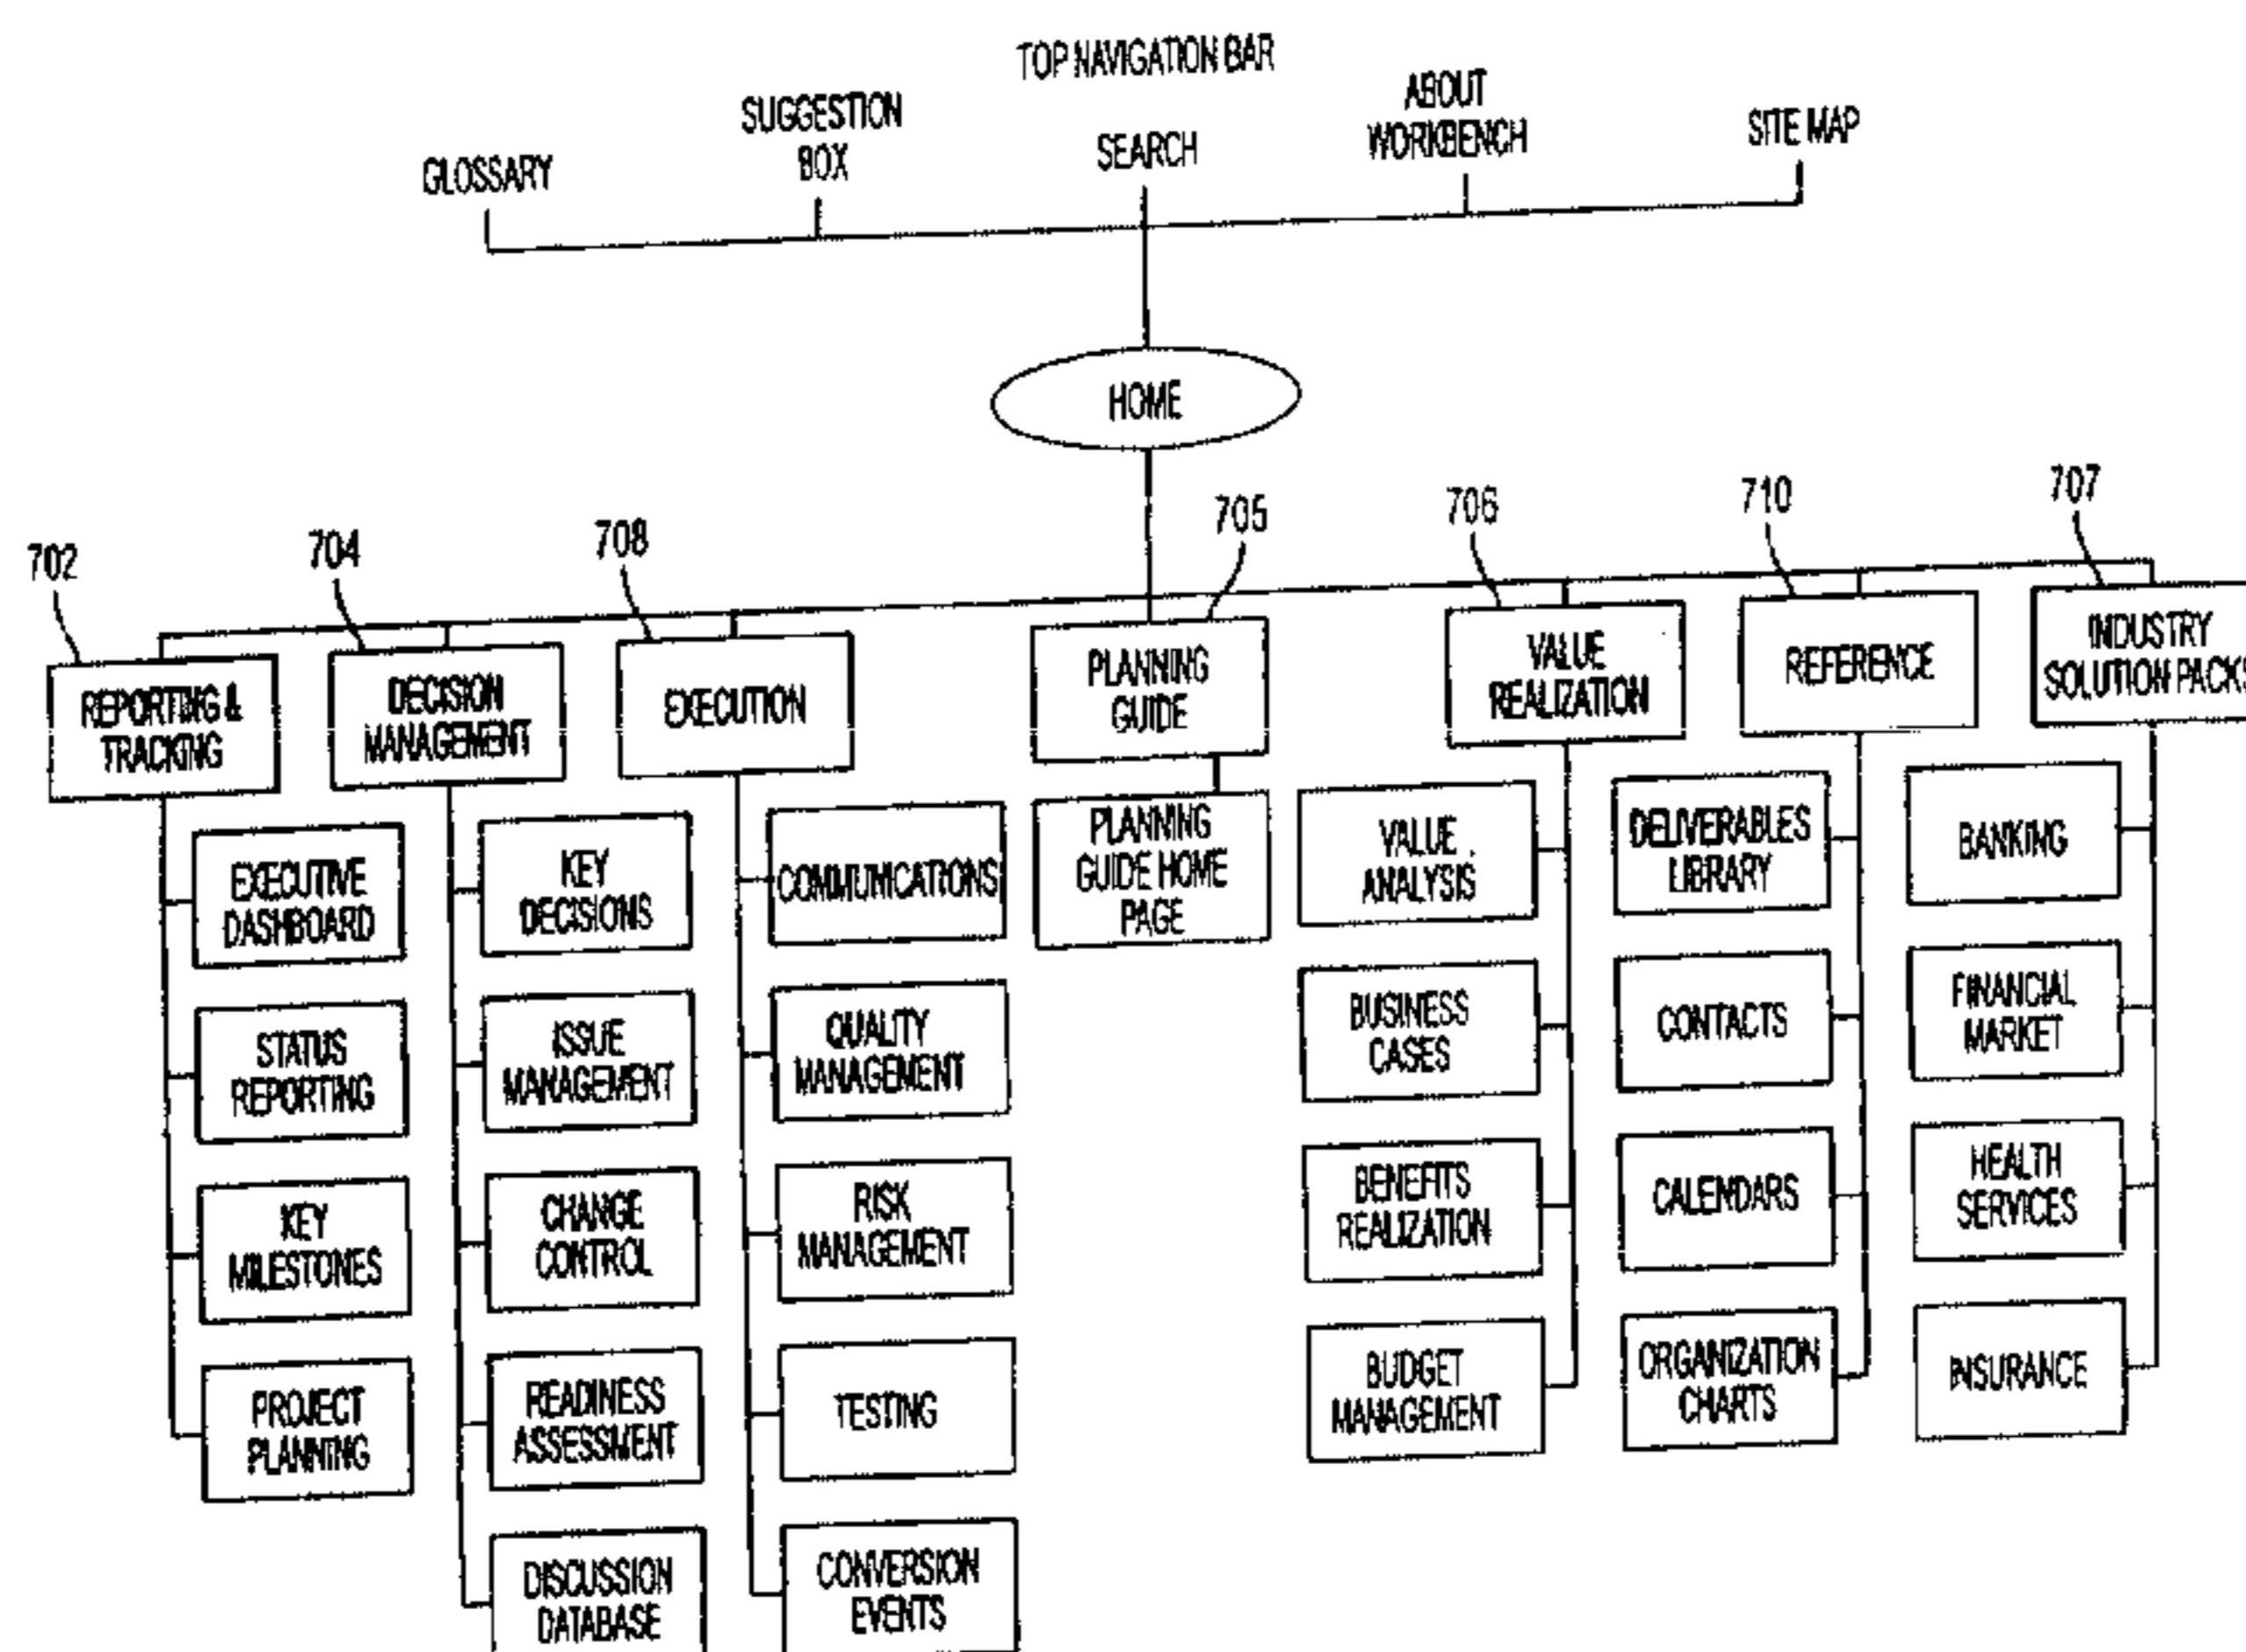 TOP NAVIGATION BAR
GLOSSARY
SUGGESTION
BOX
SEARCH
ABOUT
WORKBENCH
SITE MAP
HOME
702
704
708
705
706
710
707
REPORTING &
TRACKING
EXECUTIVE
DASHBOARD
STATUS
REPORTING
KEY
MILESTONES
PROJECT
PLANNING
DECISION
MANAGEMENT
KEY
DECISIONS
ISSUE
MANAGEMENT
CHANGE
CONTROL
READINESS
ASSESSMENT
DISCUSSION
DATABASE
EXECUTION
COMMUNICATIONS
QUALITY
MANAGEMENT
RISK
MANAGEMENT
TESTING
CONVERSION
EVENTS
PLANNING
GUIDE
PLANNING
GUIDE HOME
PAGE
VALUE
REALIZATION
VALUE
ANALYSIS
BUSINESS
CASES
BENEFITS
REALIZATION
BUDGET
MANAGEMENT
REFERENCE
DELIVERABLES
LIBRARY
CONTACTS
CALENDARS
ORGANIZATION
CHARTS
INDUSTRY
SOLUTION PACKS
BANKING
FINANCIAL
MARKET
HEALTH
SERVICES
INSURANCE